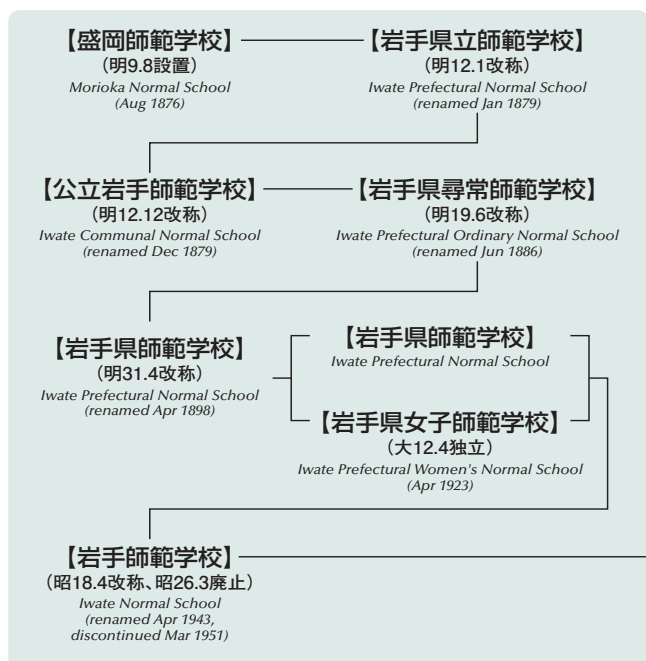 【盛岡師範学校】
（明9.8設置）
Morioka Normal School
(Aug 1876)
【岩手県立師範学校】
（明12.1改称）
Iwate Prefectural Normal School
(renamed Jan 1879)
【公立岩手師範学校】
（明12.12改称）
Iwate Communal Normal School
(renamed Dec 1879)
【岩手県尋常師範学校】
（明19.6改称）
Iwate Prefectural Ordinary Normal School
(renamed Jun 1886)
【岩手県師範学校】
（明31.4改称）
Iwate Prefectural Normal School
(renamed Apr 1898)
【岩手県師範学校】
Iwate Prefectural Normal School
【岩手県女子師範学校】
（大12.4独立）
Iwate Prefectural Women's Normal School
(Apr 1923)
【岩手師範学校】
（昭18.4改称、昭26.3廃止）
Iwate Normal School
(renamed Apr 1943,
discontinued Mar 1951)